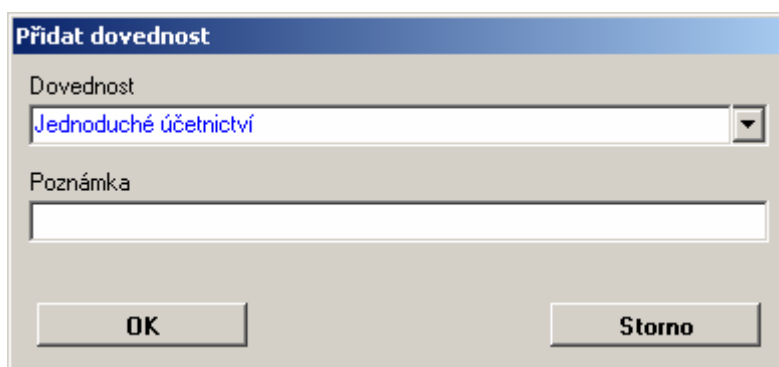 Přidat dovednost
Dovednost
Jednoduché účetnictví
Poznámka
OK Storno